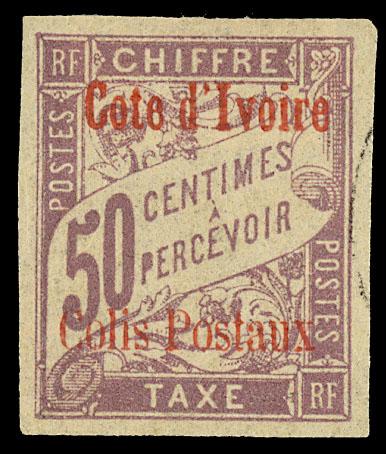 RF CHIFFRE
Cote d'Ivoire
POSTES
50 CENTIMES
À
PERCEVOIR
POSTES
Colis Postaux
TAXE RF